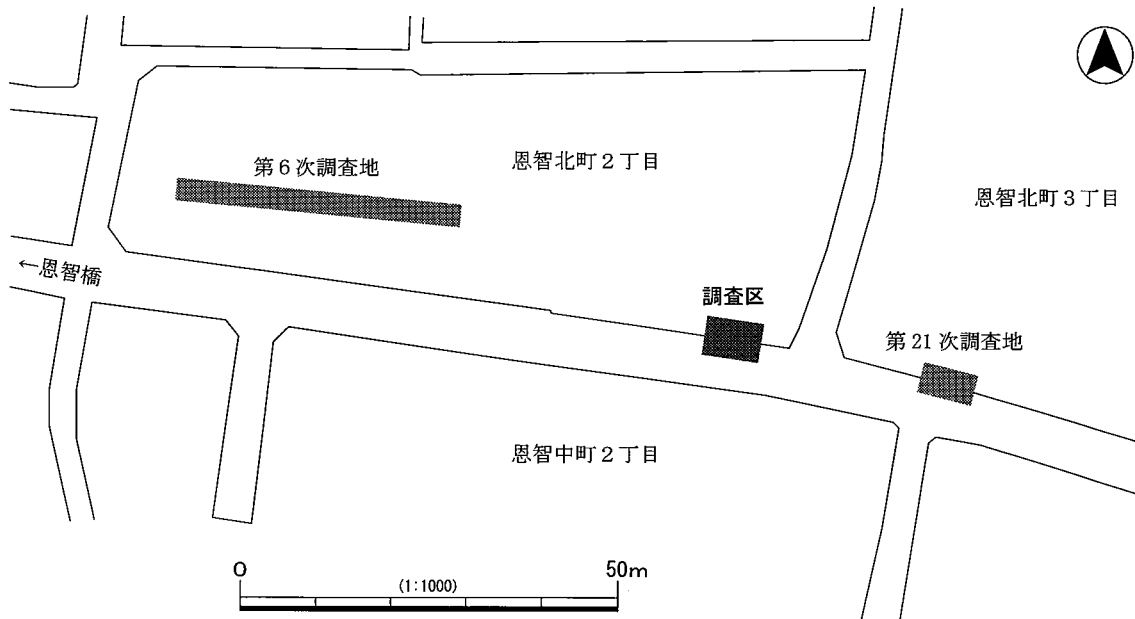 恩智北町2丁目
第6次調査地
恩智北町3丁目
←恩智橋
調査区
第21次調査地
恩智中町2丁目
0 50m
(1:1000)